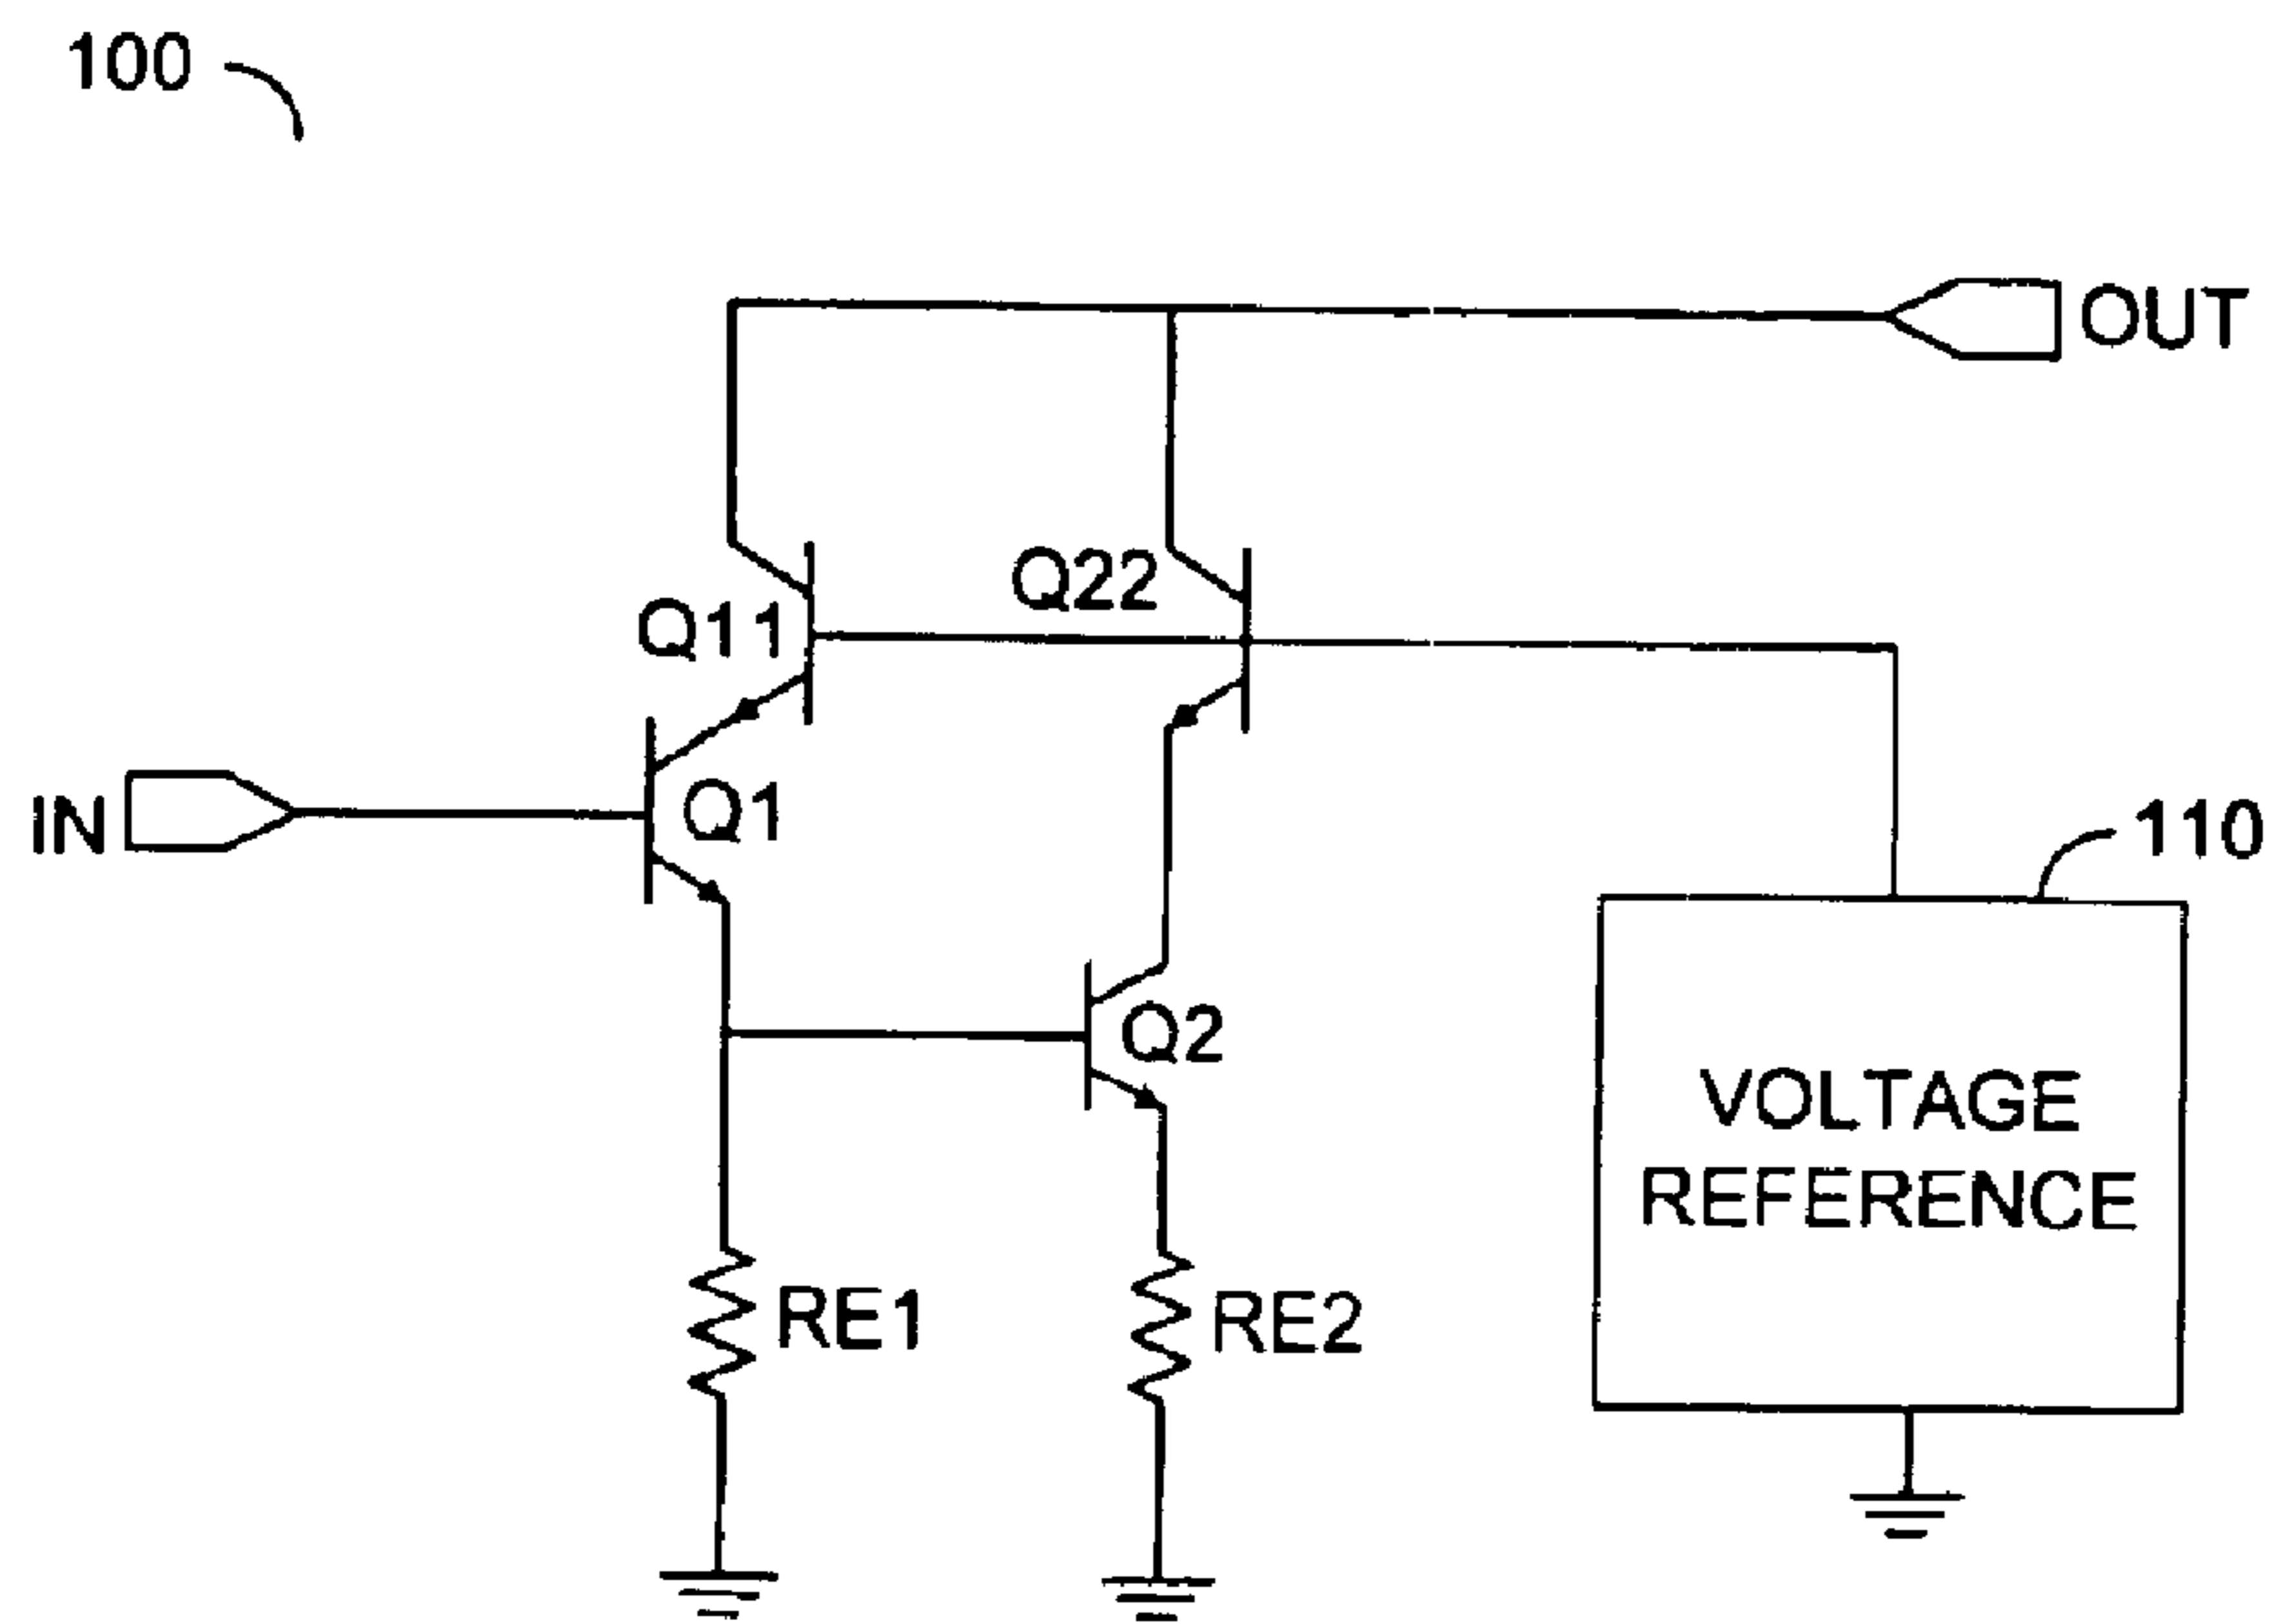 100
OUT
Q22
Q11
Q1
IN
110
Q2
VOLTAGE
REFERENCE
RE1
RE2